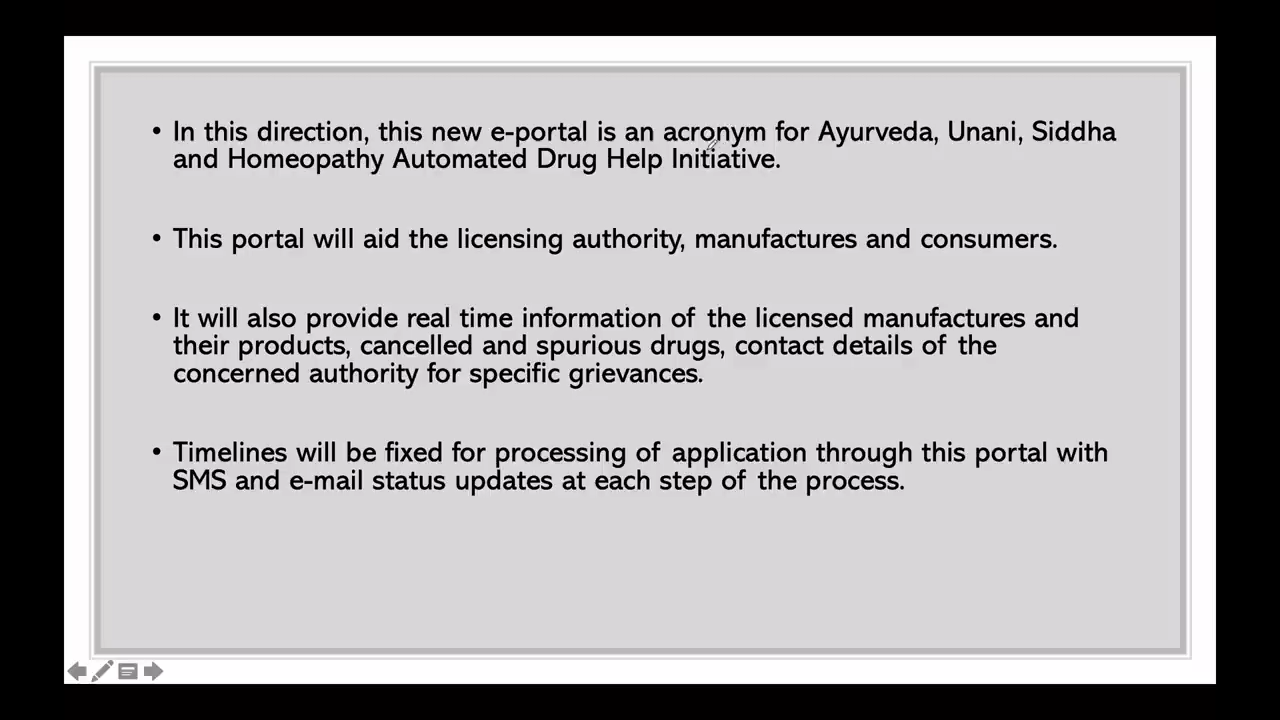 • In this direction, this new e-portal is an acronym for Ayurveda, Unani, Siddha
and Homeopathy Automated Drug Help Initiative.
• This portal will aid the licensing authority, manufactures and consumers.
• It will also provide real time information of the licensed manufactures and
their products, cancelled and spurious drugs, contact details of the
concerned authority for specific grievances.
• Timelines will be fixed for processing of application through this portal with
SMS and e-mail status updates at each step of the process.